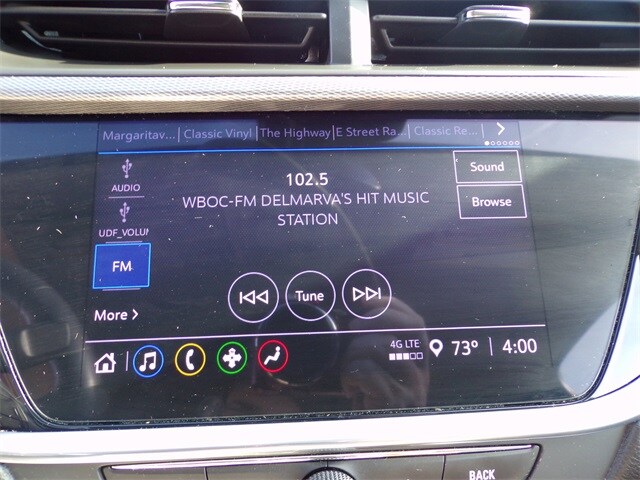 Margaritav... Classic Vinyl The Highway E Street Ra... Classic Re...
AUDIO
102.5
Sound
WBOC-FM DELMARVA'S HIT MUSIC
STATION
Browse
UDF_VOLUM
FM
Tune
More >
4G LTE
73° 4:00
BACK